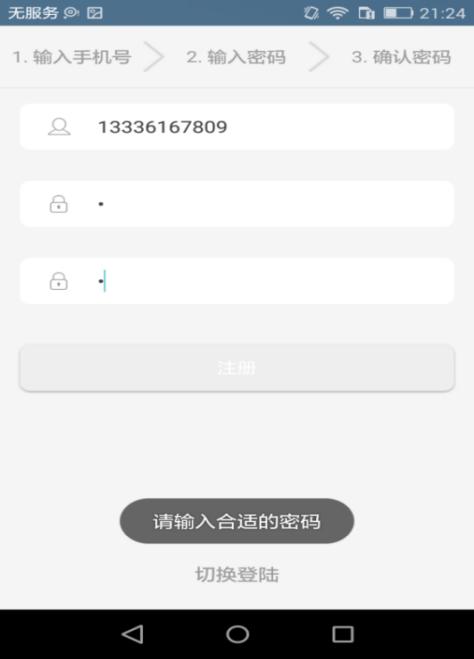 无服务 21:24
1. 输入手机号 2. 输入密码 3. 确认密码
13336167809
•
•
注册
请输入合适的密码
切换登陆